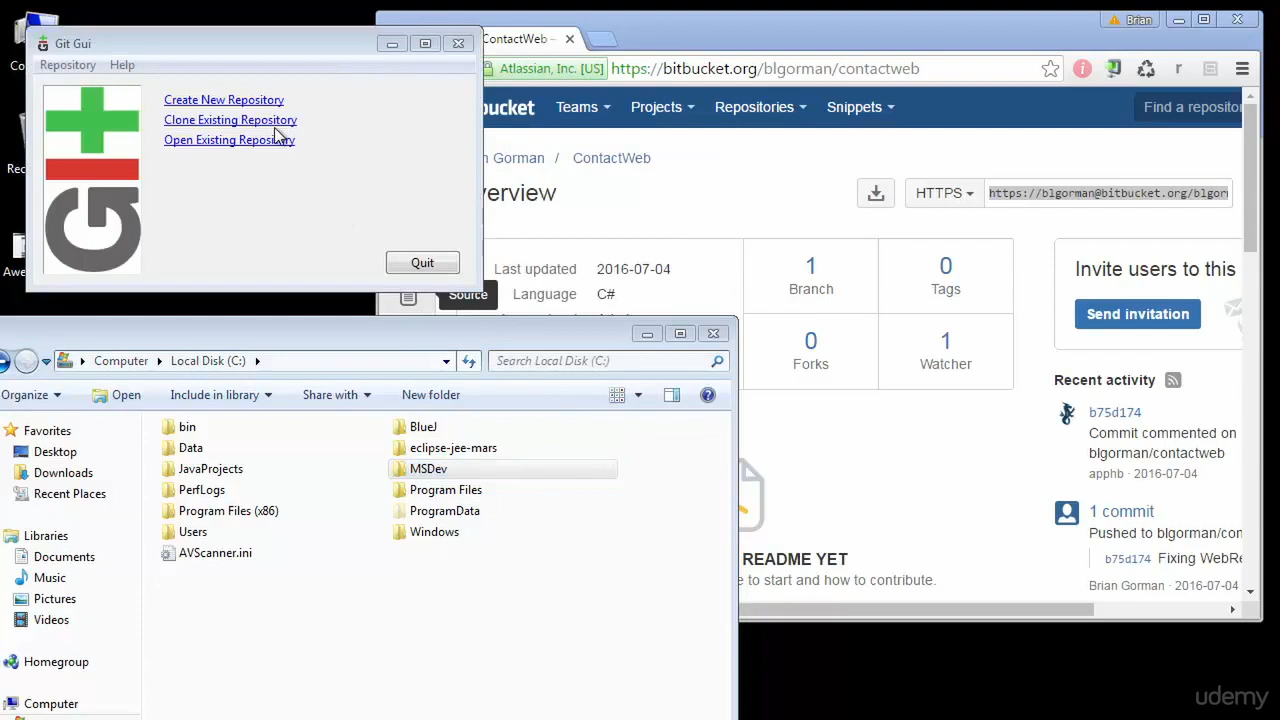 Git Gui
Repository Help
Create New Repository
Clone Existing Repository
Open Existing Repository
Quit
GIT
Brian
ContactWeb –
Atlassian, Inc. [US] https://bitbucket.org/blgorman/contactweb
Teams Projects Repositories Snippets Find a repositor
Gorman / ContactWeb
HTTPS https://blgorman@bitbucket.org/blgor
Source
Last updated 2016-07-04
Language C#
1
Branch
0
Tags
0
Forks
1
Watcher
README YET
e to start and how to contribute.
Invite users to this
Send invitation
Recent activity
b75d174
Commit commented on
blgorman/contactweb
apphb · 2016-07-04
1 commit
Pushed to blgorman/con
b75d174 Fixing WebRe
Brian Gorman · 2016-07-04
Computer Local Disk (C:)
Search Local Disk (C:)
Organize Open Include in library Share with New folder
Favorites
Desktop
Downloads
Recent Places
Libraries
Documents
Music
Pictures
Videos
Homegroup
Computer
bin
Data
JavaProjects
PerfLogs
Program Files (x86)
Users
AVScanner.ini
BlueJ
eclipse-jee-mars
MSDev
Program Files
ProgramData
Windows
udemy